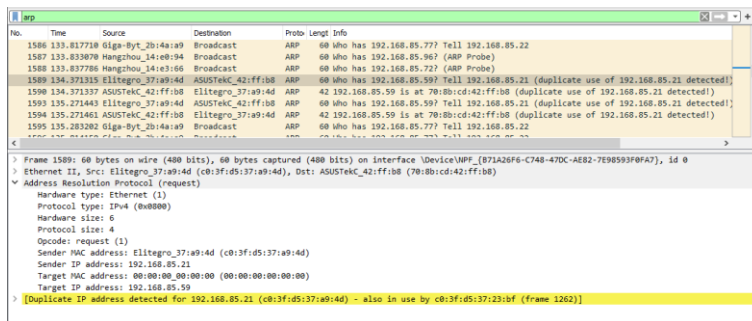 arp
No. Time Source Destination Proto Lengt Info
1586 133.817710 Giga-Byt_2b:4a:a9 Broadcast ARP 60 Who has 192.168.85.77? Tell 192.168.85.22
1587 133.833070 Hangzhou_14:e0:94 Broadcast ARP 60 Who has 192.168.85.96? (ARP Probe)
1588 133.837786 Hangzhou_14:e3:66 Broadcast ARP 60 Who has 192.168.85.72? (ARP Probe)
1589 134.371315 Elitegro_37:a9:4d ASUSTekC_42:ff:b8 ARP 60 Who has 192.168.85.59? Tell 192.168.85.21 (duplicate use of 192.168.85.21 detected!)
1590 134.371337 ASUSTekC_42:ff:b8 Elitegro_37:a9:4d ARP 42 192.168.85.59 is at 70:8b:cd:42:ff:b8 (duplicate use of 192.168.85.21 detected!)
1593 135.271443 Elitegro_37:a9:4d ASUSTekC_42:ff:b8 ARP 60 Who has 192.168.85.59? Tell 192.168.85.21 (duplicate use of 192.168.85.21 detected!)
1594 135.271461 ASUSTekC_42:ff:b8 Elitegro_37:a9:4d ARP 42 192.168.85.59 is at 70:8b:cd:42:ff:b8 (duplicate use of 192.168.85.21 detected!)
1595 135.283202 Giga-Byt_2b:4a:a9 Broadcast ARP 60 Who has 192.168.85.77? Tell 192.168.85.22
Frame 1589: 60 bytes on wire (480 bits), 60 bytes captured (480 bits) on interface \Device\NPF_{B71A26F6-C748-47DC-AE82-7E98593F0FA7}, id 0
Ethernet II, Src: Elitegro_37:a9:4d (c0:3f:d5:37:a9:4d), Dst: ASUSTekC_42:ff:b8 (70:8b:cd:42:ff:b8)
Address Resolution Protocol (request)
Hardware type: Ethernet (1)
Protocol type: IPv4 (0x0800)
Hardware size: 6
Protocol size: 4
Opcode: request (1)
Sender MAC address: Elitegro_37:a9:4d (c0:3f:d5:37:a9:4d)
Sender IP address: 192.168.85.21
Target MAC address: 00:00:00_00:00:00 (00:00:00:00:00:00)
Target IP address: 192.168.85.59
[Duplicate IP address detected for 192.168.85.21 (c0:3f:d5:37:a9:4d) - also in use by c0:3f:d5:37:23:bf (frame 1262)]